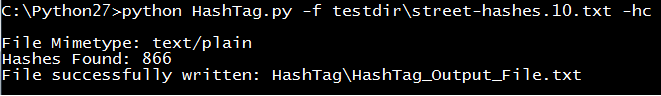 C:\Python27>python HashTag.py -f testdir\street-hashes.10.txt -hc
File Mimetype: text/plain
Hashes Found: 866
File successfully written: HashTag\HashTag_Output_File.txt